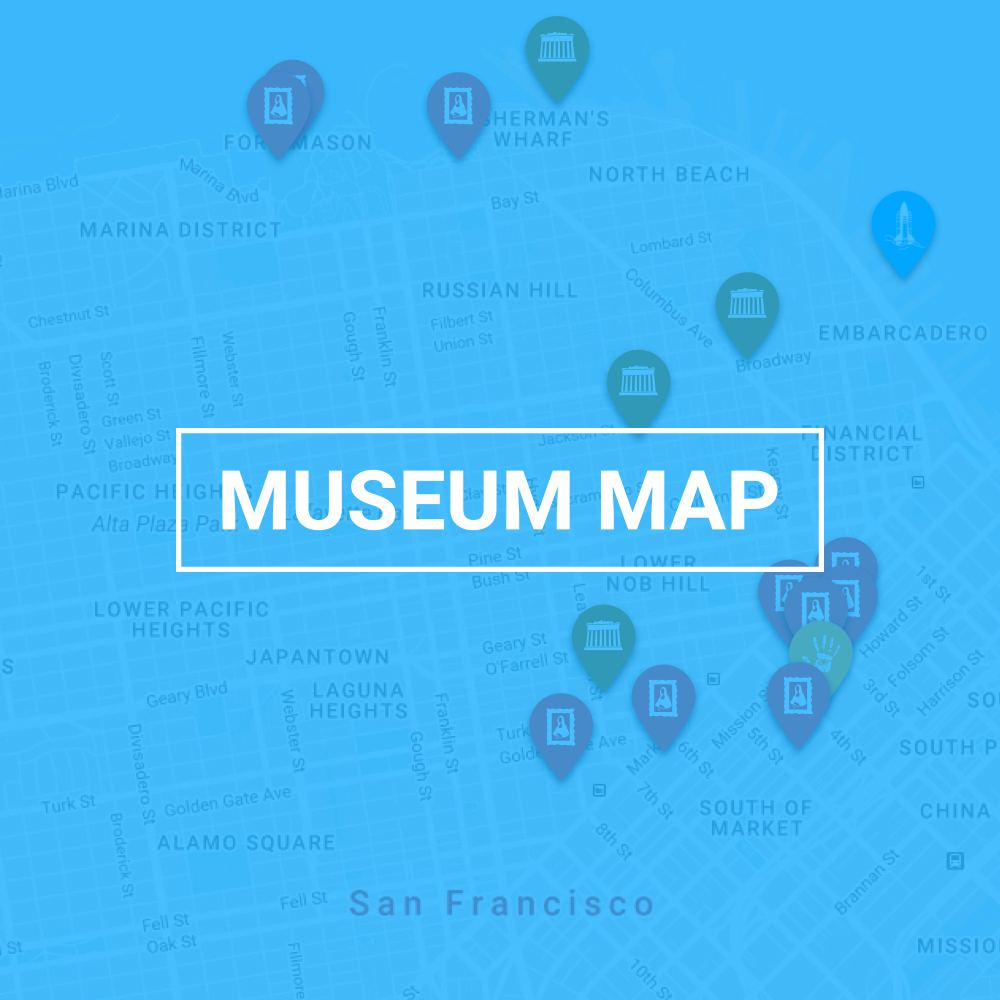 FORT MASON
HERMAN'S
WHARF
NORTH BEACH
Marina Blvd
Marina Blvd
Bay St
MARINA DISTRICT
Lombard St
RUSSIAN HILL
Columbus Ave
EMBARCADERO
Chestnut St
Filbert St
Union St
Gough St
Franklin St
Fillmore St
Webster St
Broderick St
Divisadero St
Scott St
Broadway
Green St
Vallejo St
Broadway
Jackson St
FINANCIAL
DISTRICT
Kearny St
PACIFIC HEIGH
Alta Plaza Park
MUSEUM MAP
Pine St
Bush St
LOWER
NOB HILL
1st St
LOWER PACIFIC
HEIGHTS
Howard St
Folsom St
Harrison St
Geary St
O'Farrell St
JAPANTOWN
S
Geary Blvd
LAGUNA
HEIGHTS
Webster St
Franklin St
Gough St
3rd St
SO
Mission St
5th St
4th St
SOUTH P
Turk
Golde
e Ave
Mark
6th St
7th St
Divisadero St
Turk St
Golden Gate Ave
Broderick St
SOUTH OF
MARKET
CHINA
8th St
ALAMO SQUARE
Brannan St
San Francisco
Fell St
Fell St
Oak St
St
Fillmore
MISSIO
10th St
St